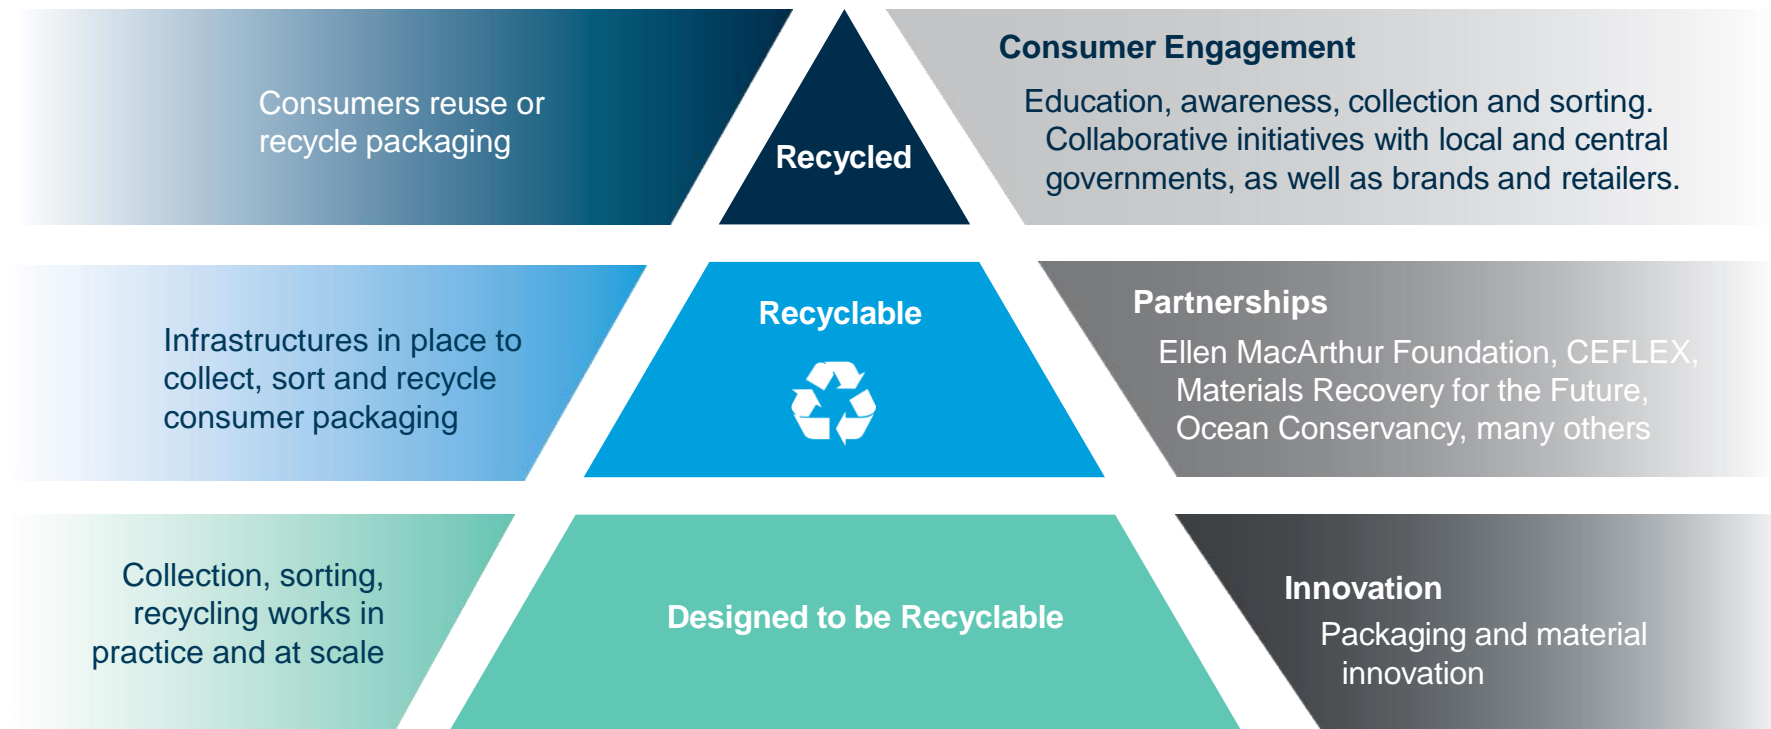 Consumers reuse or
recycle packaging
Recycled
Consumer Engagement
Education, awareness, collection and sorting.
Collaborative initiatives with local and central
governments, as well as brands and retailers.
Infrastructures in place to
collect, sort and recycle
consumer packaging
Recyclable
Partnerships
Ellen MacArthur Foundation, CEFLEX,
Materials Recovery for the Future,
Ocean Conservancy, many others
Collection, sorting,
recycling works in
practice and at scale
Designed to be Recyclable
Innovation
Packaging and material
innovation